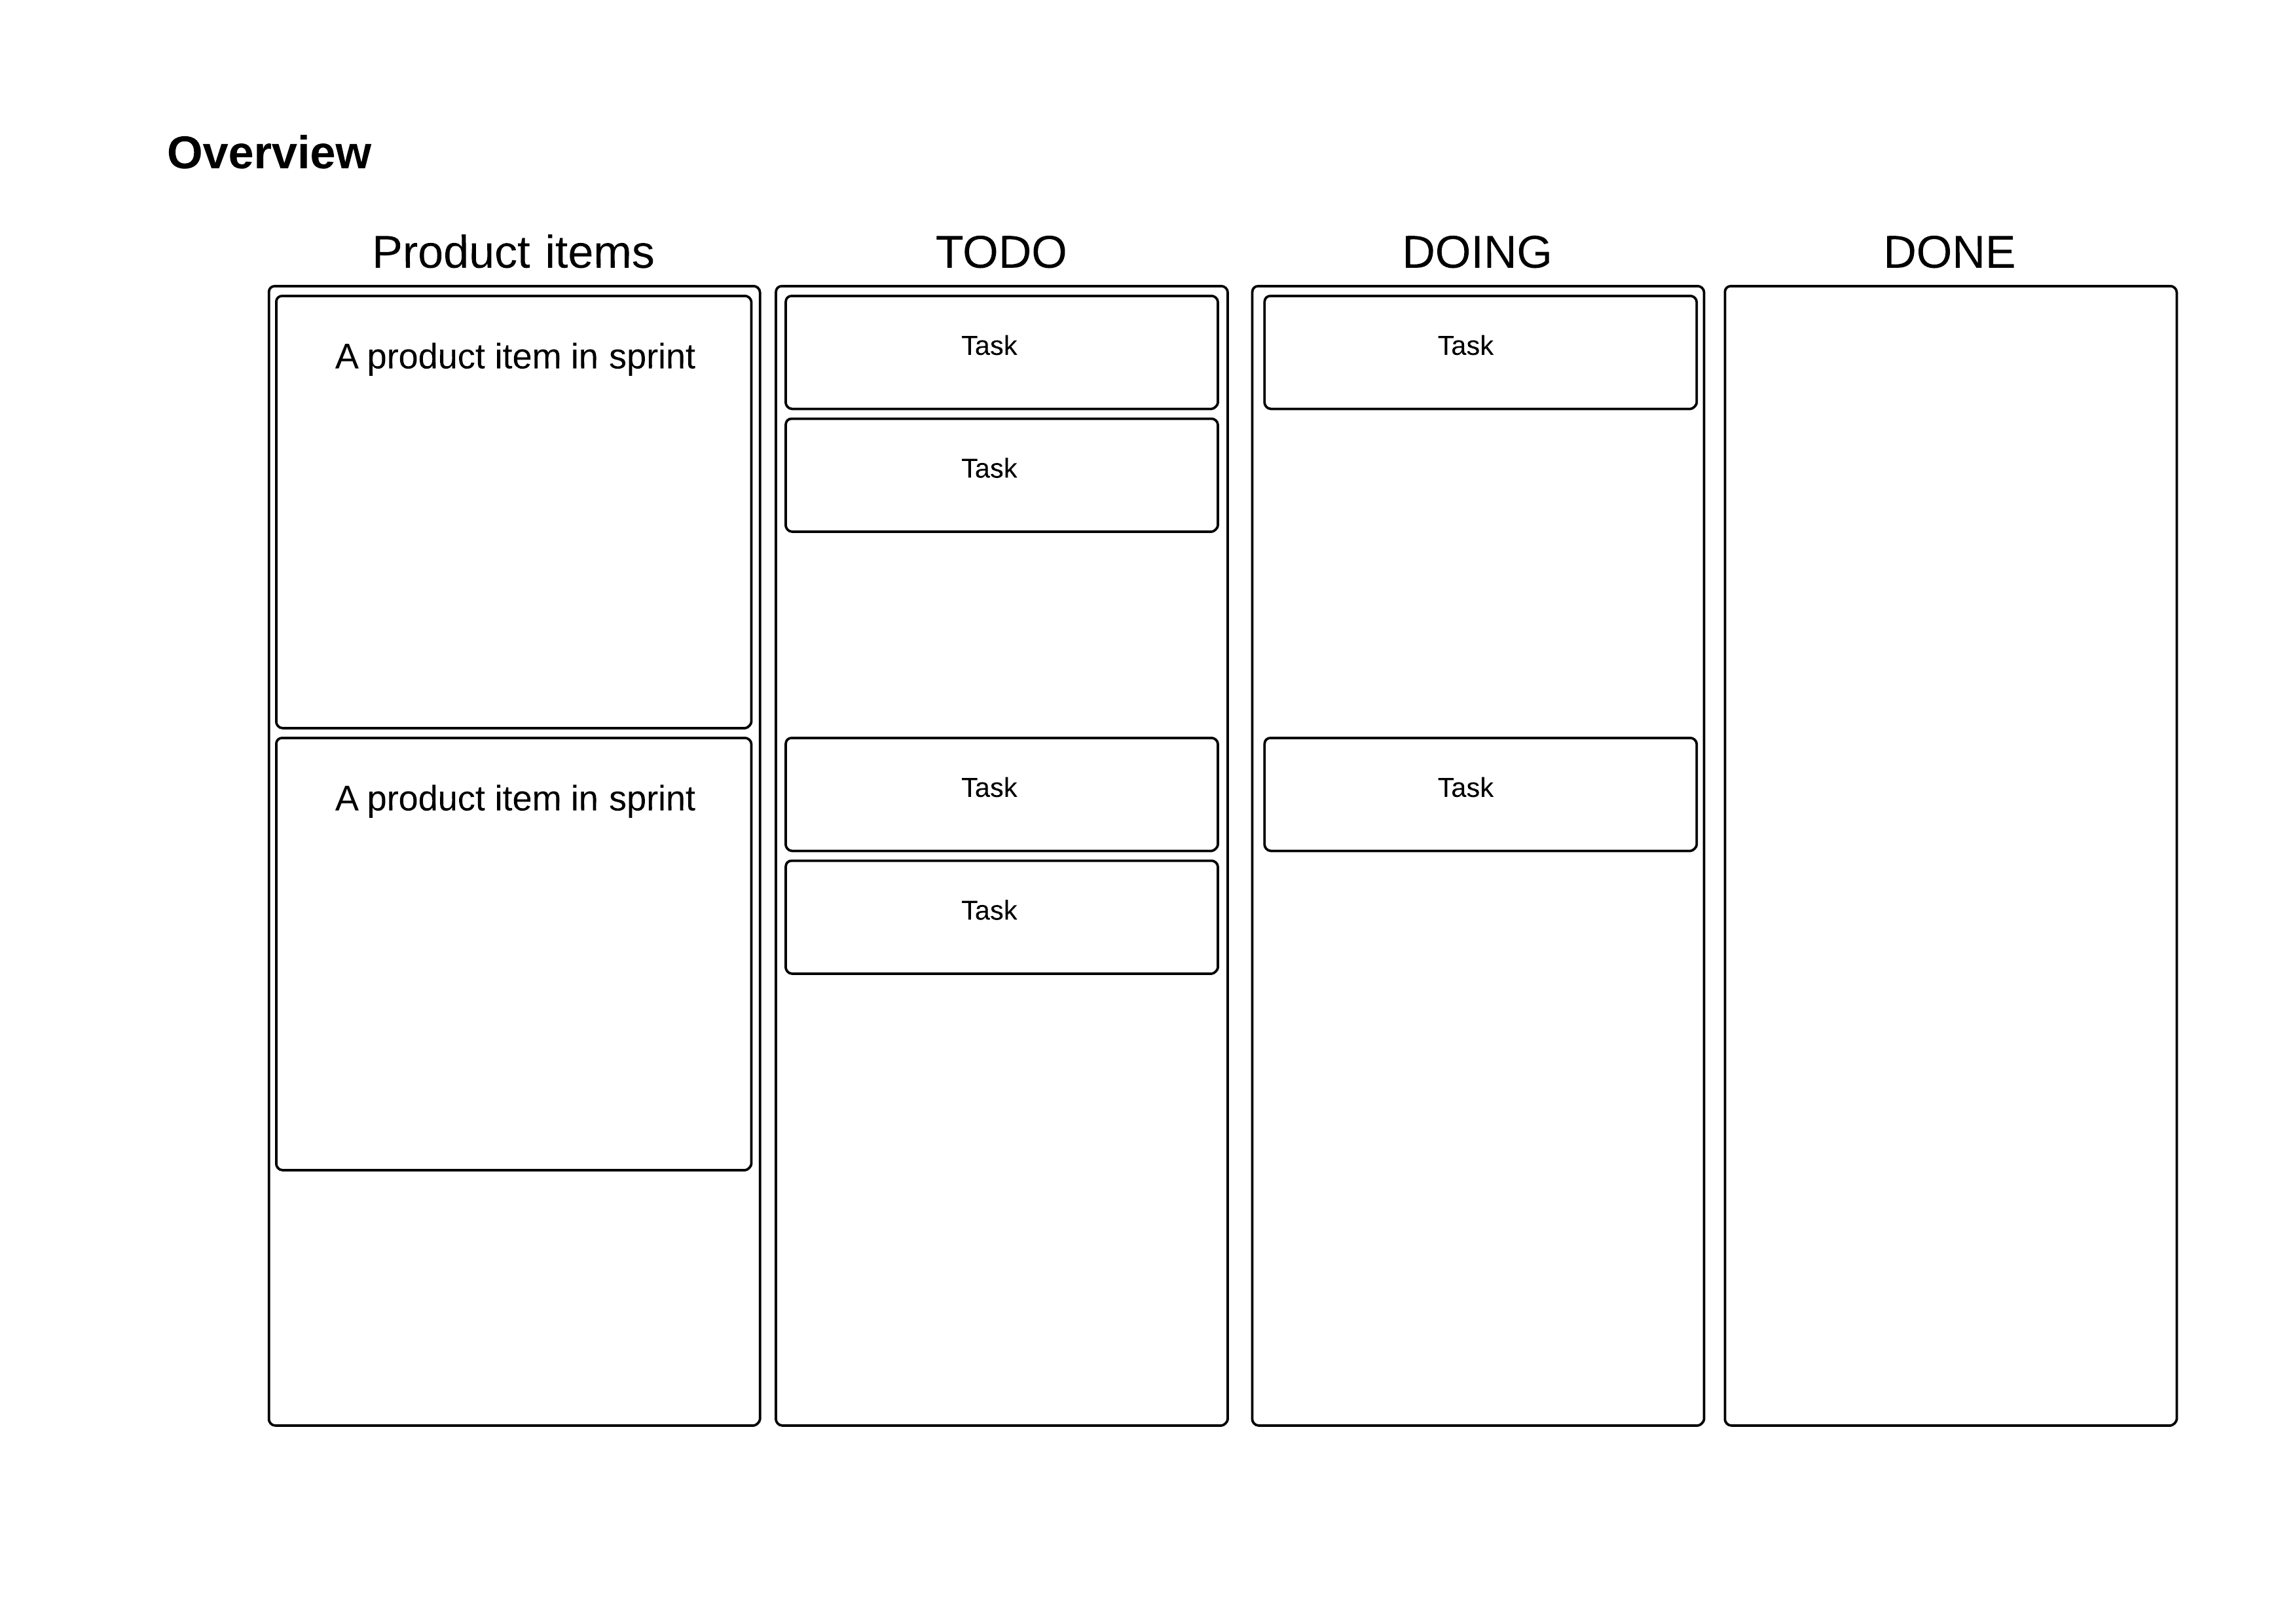 Overview
Product items
TODO
DOING
DONE
A product item in sprint
Task
Task
Task
A product item in sprint
Task
Task
Task